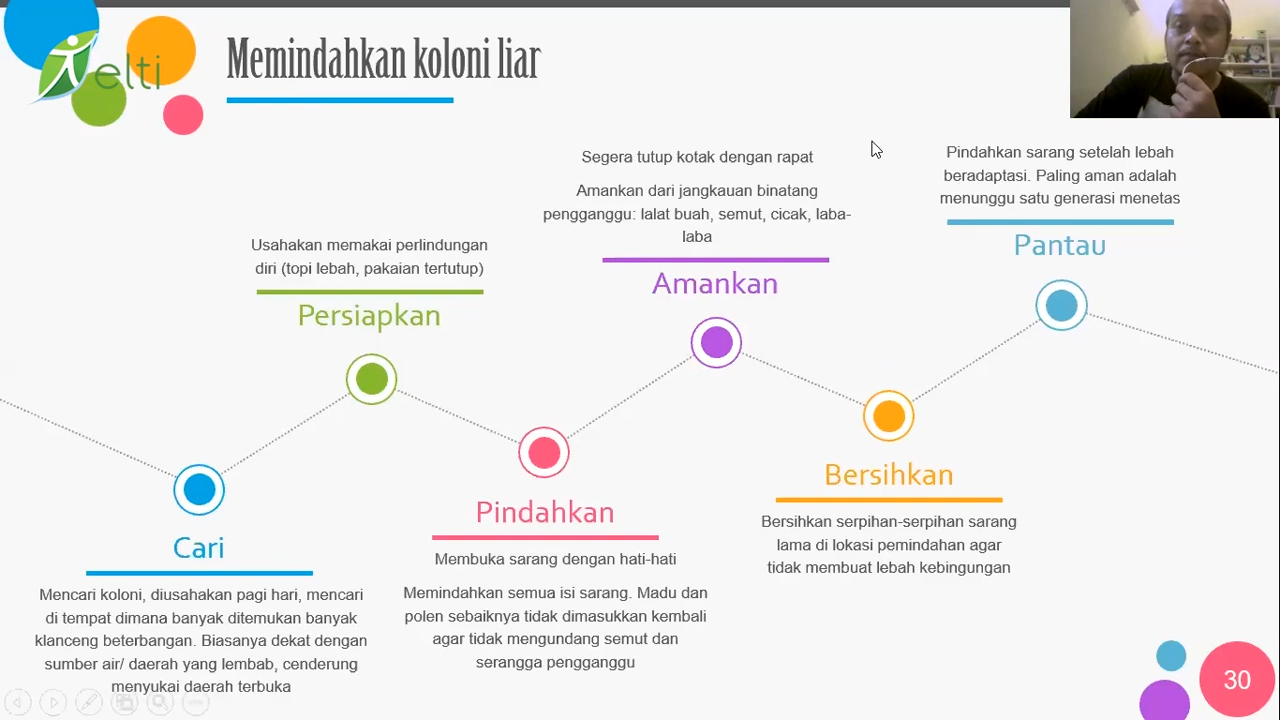 elti
Memindahkan koloni liar
Mencari koloni, diusahakan pagi hari, mencari
di tempat dimana banyak ditemukan banyak
klanceng beterbangan. Biasanya dekat dengan
sumber air/ daerah yang lembab, cenderung
menyukai daerah terbuka
Cari
Usahakan memakai perlindungan
diri (topi lebah, pakaian tertutup)
Persiapkan
Pindahkan
Membuka sarang dengan hati-hati
Memindahkan semua isi sarang. Madu dan
polen sebaiknya tidak dimasukkan kembali
agar tidak mengundang semut dan
serangga pengganggu
Segera tutup kotak dengan rapat
Amankan dari jangkauan binatang
pengganggu: lalat buah, semut, cicak, laba-
laba
Amankan
Bersihkan
Bersihkan serpihan-serpihan sarang
lama di lokasi pemindahan agar
tidak membuat lebah kebingungan
Pindahkan sarang setelah lebah
beradaptasi. Paling aman adalah
menunggu satu generasi menetas
Pantau
30